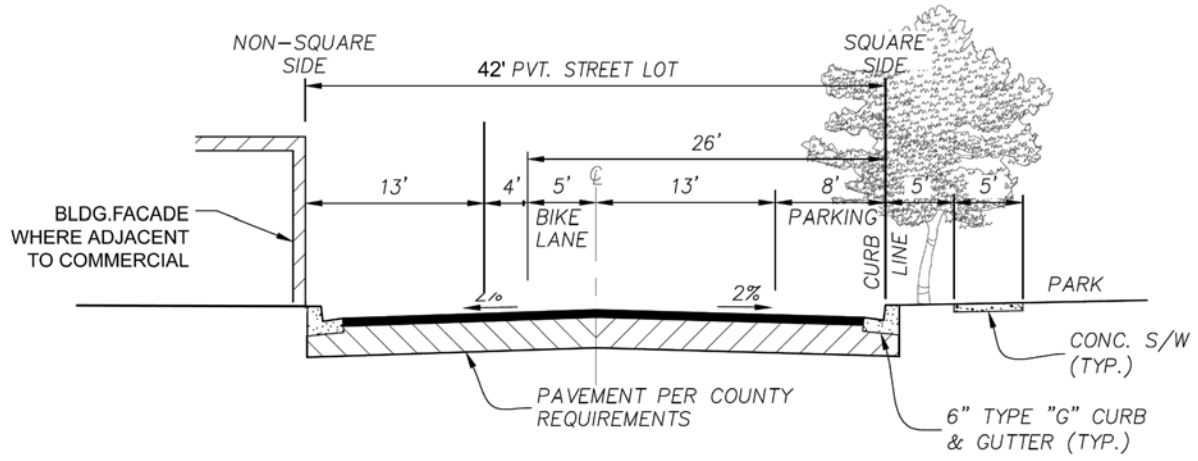 NON-SQUARE
SIDE
SQUARE
SIDE
42' PVT. STREET LOT
26'
13'
4'
5'
℄
13'
8'
5'
5'
BIKE
LANE
PARKING
CURB
LINE
BLDG.FACADE
WHERE ADJACENT
TO COMMERCIAL
2%
2%
PARK
CONC. S/W
(TYP.)
PAVEMENT PER COUNTY
REQUIREMENTS
6" TYPE "G" CURB
& GUTTER (TYP.)